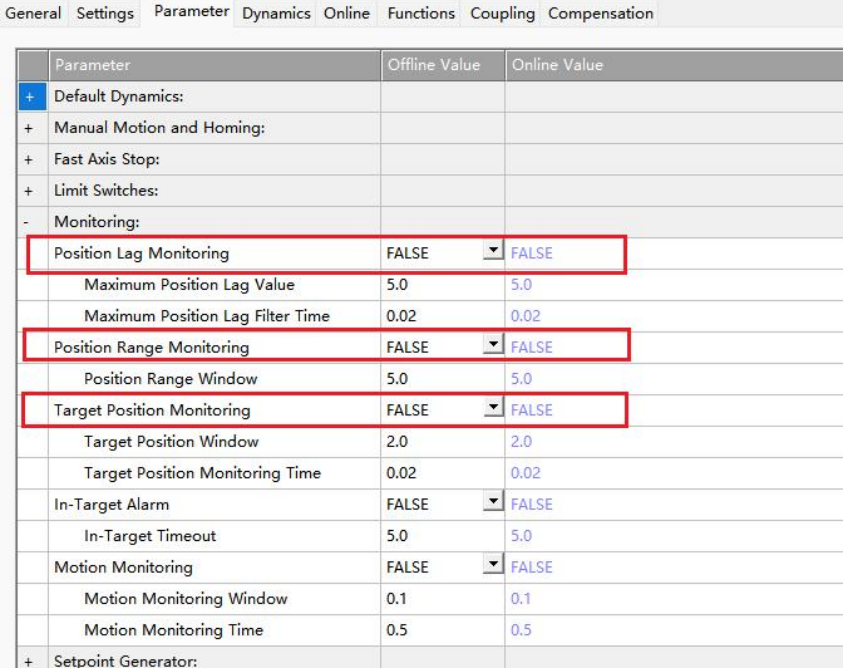 General Settings Parameter Dynamics Online Functions Coupling Compensation
Parameter Offline Value Online Value
+ Default Dynamics:
+ Manual Motion and Homing:
+ Fast Axis Stop:
+ Limit Switches:
- Monitoring:
Position Lag Monitoring FALSE FALSE
Maximum Position Lag Value 5.0 5.0
Maximum Position Lag Filter Time 0.02 0.02
Position Range Monitoring FALSE FALSE
Position Range Window 5.0 5.0
Target Position Monitoring FALSE FALSE
Target Position Window 2.0 2.0
Target Position Monitoring Time 0.02 0.02
In-Target Alarm FALSE FALSE
In-Target Timeout 5.0 5.0
Motion Monitoring FALSE FALSE
Motion Monitoring Window 0.1 0.1
Motion Monitoring Time 0.5 0.5
+ Setpoint Generator: